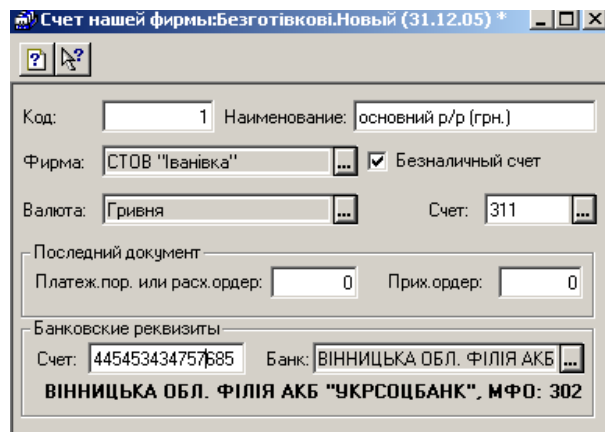 Счет нашей фирмы:Безготівкові.Новый (31.12.05) *
Код: 1 Наименование: основний р/р (грн.)
Фирма: СТОВ "Іванівка" ... Безналичный счет
Валюта: Гривня ... Счет: 311 ...
Последний документ
Платеж.пор. или расх.ордер: 0 Прих.ордер: 0
Банковские реквизиты
Счет: 445453434757685 Банк: ВІННИЦЬКА ОБЛ. ФІЛІЯ АКБ ...
ВІННИЦЬКА ОБЛ. ФІЛІЯ АКБ "УКРСОЦБАНК", МФО: 302